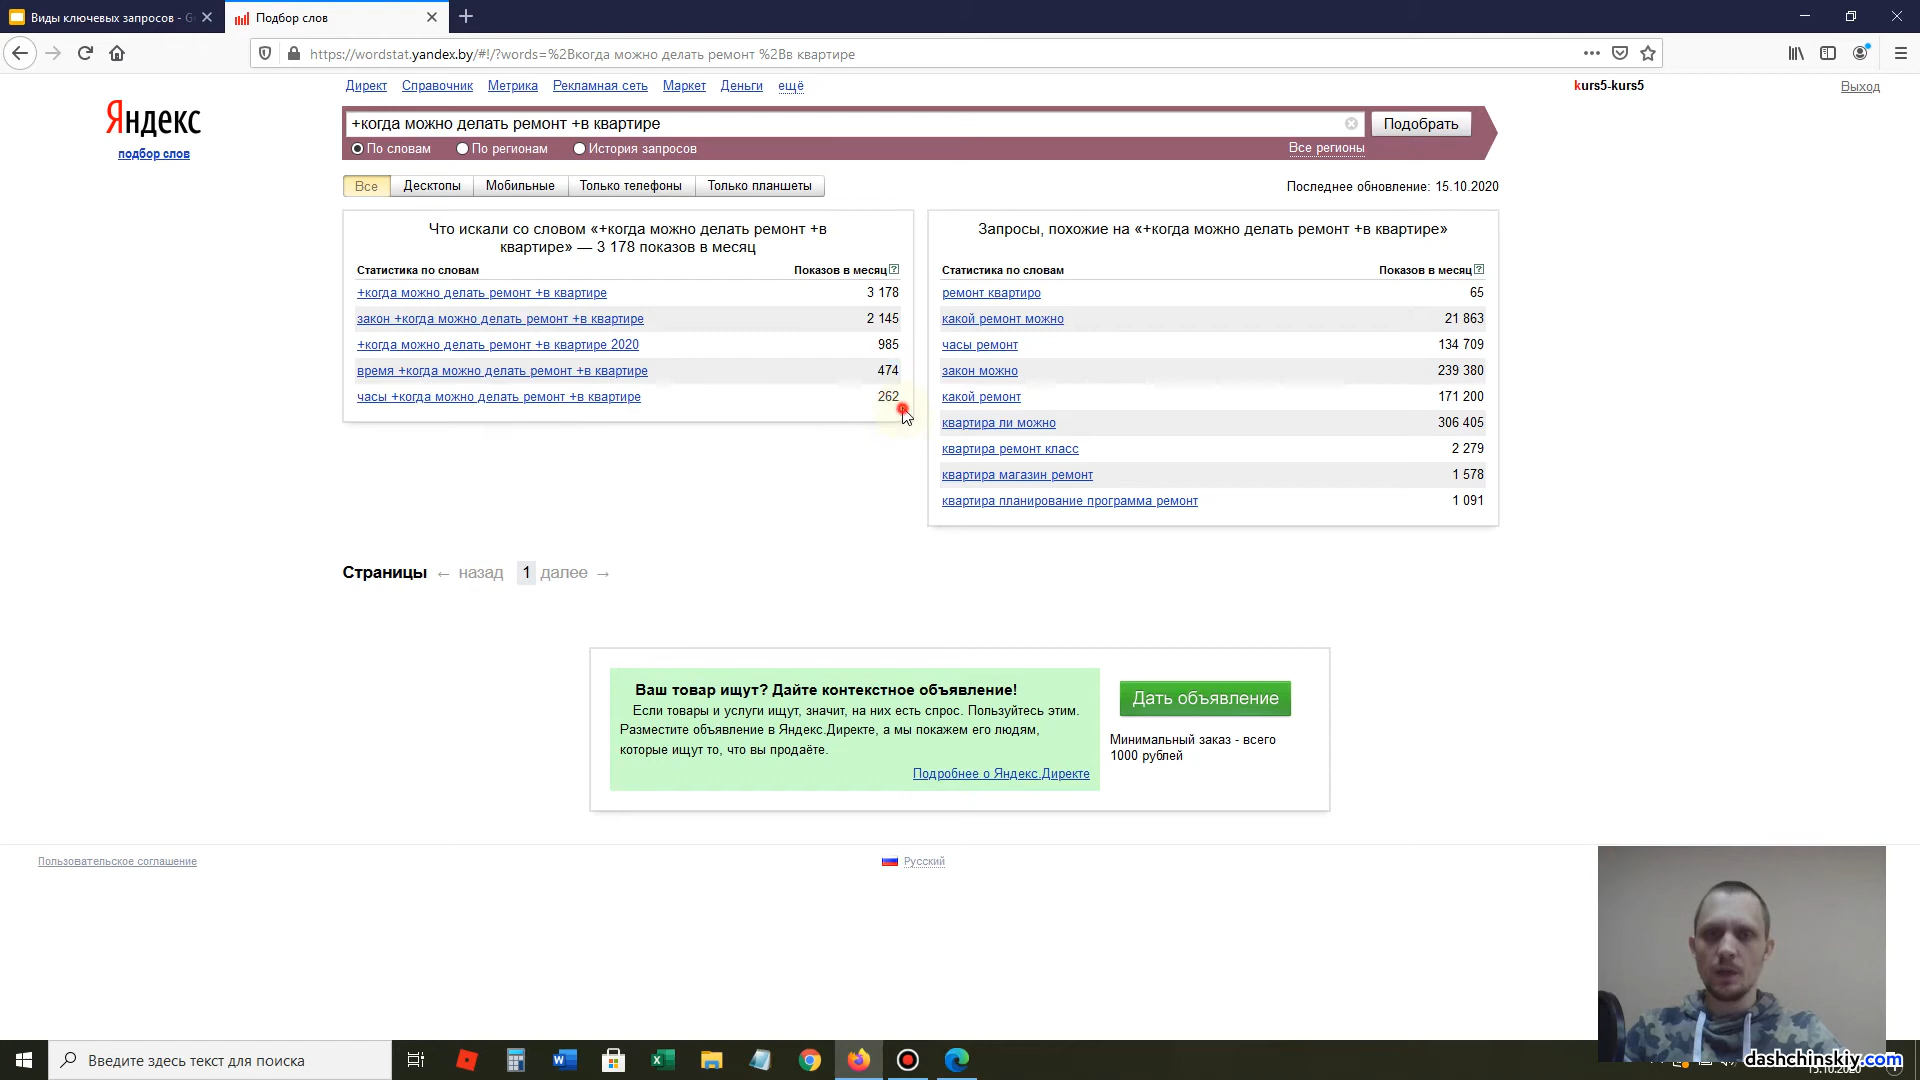 Виды ключевых запросов - G
Подбор слов
https://wordstat.yandex.by/#!/?words=%2Bкогда можно делать ремонт %2Bв квартире
Директ Справочник Метрика Рекламная сеть Маркет Деньги ещё
kurs5-kurs5
Выход
Яндекс
подбор слов
+когда можно делать ремонт +в квартире
Подобрать
По словам По регионам История запросов
Все регионы
Все Десктопы Мобильные Только телефоны Только планшеты
Последнее обновление: 15.10.2020
Что искали со словом «+когда можно делать ремонт +в
квартире» — 3 178 показов в месяц
Статистика по словам Показов в месяц ?
+когда можно делать ремонт +в квартире 3 178
закон +когда можно делать ремонт +в квартире 2 145
+когда можно делать ремонт +в квартире 2020 985
время +когда можно делать ремонт +в квартире 474
часы +когда можно делать ремонт +в квартире 262
Запросы, похожие на «+когда можно делать ремонт +в квартире»
Статистика по словам Показов в месяц ?
ремонт квартиро 65
какой ремонт можно 21 863
часы ремонт 134 709
закон можно 239 380
какой ремонт 171 200
квартира ли можно 306 405
квартира ремонт класс 2 279
квартира магазин ремонт 1 578
квартира планирование программа ремонт 1 091
Страницы ← назад 1 далее →
Ваш товар ищут? Дайте контекстное объявление!
Если товары и услуги ищут, значит, на них есть спрос. Пользуйтесь этим.
Разместите объявление в Яндекс.Директе, а мы покажем его людям,
которые ищут то, что вы продаёте.
Подробнее о Яндекс.Директе
Дать объявление
Минимальный заказ - всего
1000 рублей
Пользовательское соглашение
Русский
Введите здесь текст для поиска
dashchinskiy.com
15.10.2020